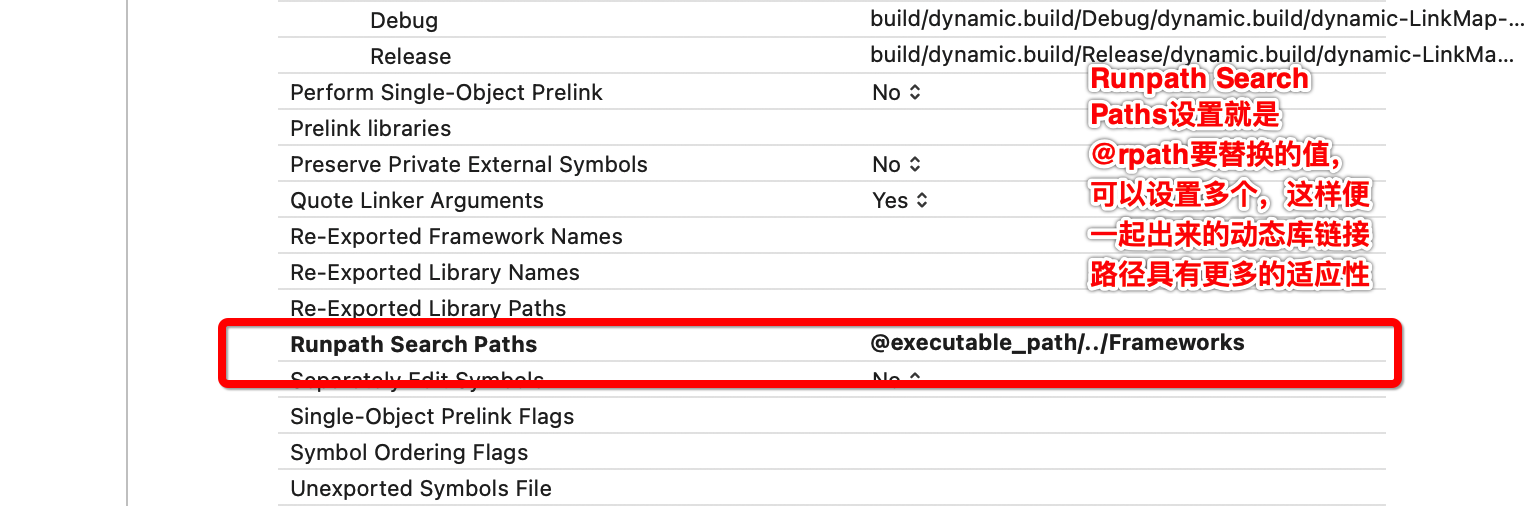 Debug build/dynamic.build/Debug/dynamic.build/dynamic-LinkMap-...
Release build/dynamic.build/Release/dynamic.build/dynamic-LinkMa...
Perform Single-Object Prelink No
Prelink libraries
Preserve Private External Symbols No
Quote Linker Arguments Yes
Re-Exported Framework Names
Re-Exported Library Names
Re-Exported Library Paths
Runpath Search Paths @executable_path/../Frameworks
Separately Edit Symbols No
Single-Object Prelink Flags
Symbol Ordering Flags
Unexported Symbols File
Runpath Search
Paths设置就是
@rpath要替换的值，
可以设置多个，这样便
一起出来的动态库链接
路径具有更多的适应性